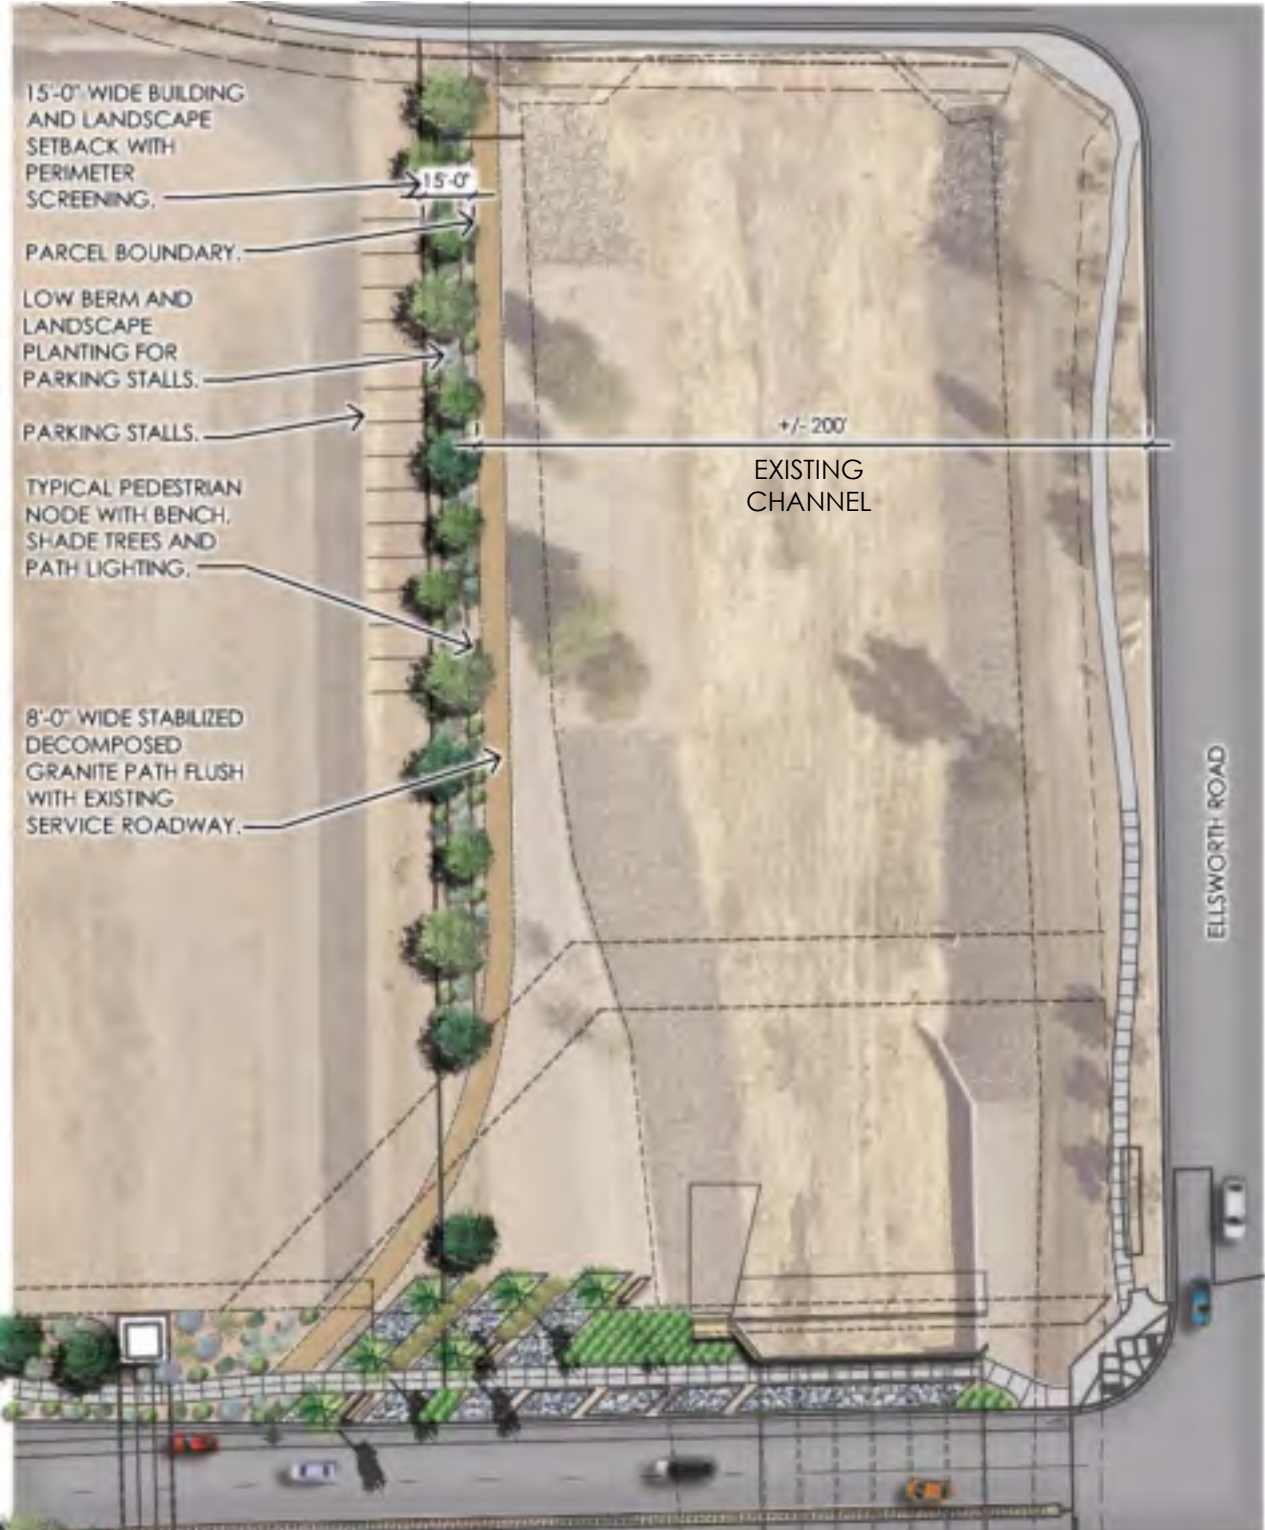 15'-0" WIDE BUILDING
AND LANDSCAPE
SETBACK WITH
PERIMETER
SCREENING.
15'-0"
PARCEL BOUNDARY.
LOW BERM AND
LANDSCAPE
PLANTING FOR
PARKING STALLS.
PARKING STALLS.
+/- 200'
EXISTING
CHANNEL
TYPICAL PEDESTRIAN
NODE WITH BENCH,
SHADE TREES AND
PATH LIGHTING.
8'-0" WIDE STABILIZED
DECOMPOSED
GRANITE PATH FLUSH
WITH EXISTING
SERVICE ROADWAY.
ELLSWORTH ROAD